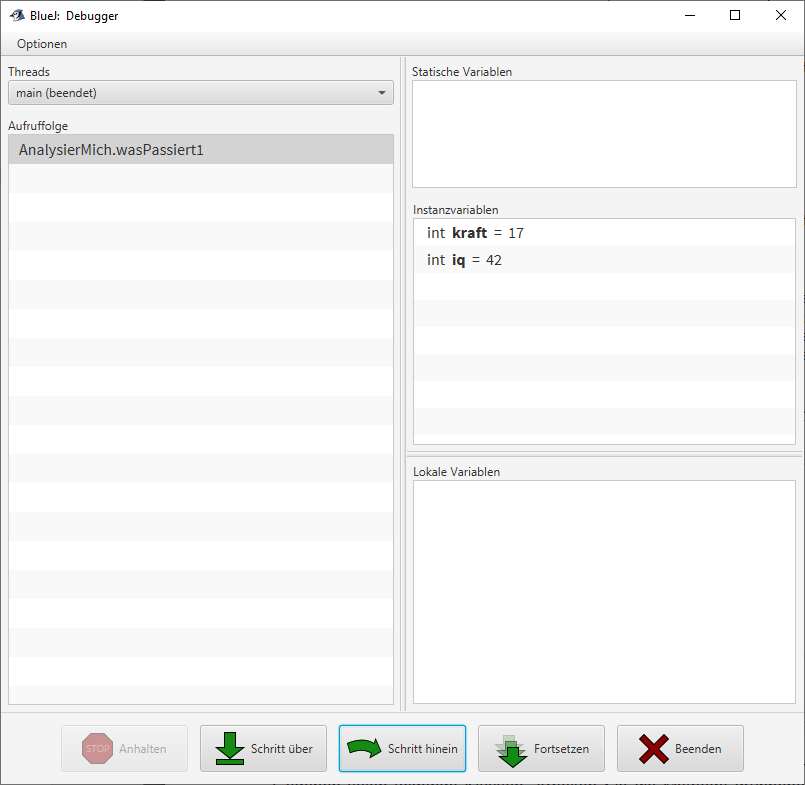 BlueJ: Debugger
Optionen
Threads
main (beendet)
Aufruffolge
AnalysierMich.wasPassiert1
Statische Variablen
Instanzvariablen
int kraft = 17
int iq = 42
Lokale Variablen
STOP Anhalten
Schritt über
Schritt hinein
Fortsetzen
Beenden